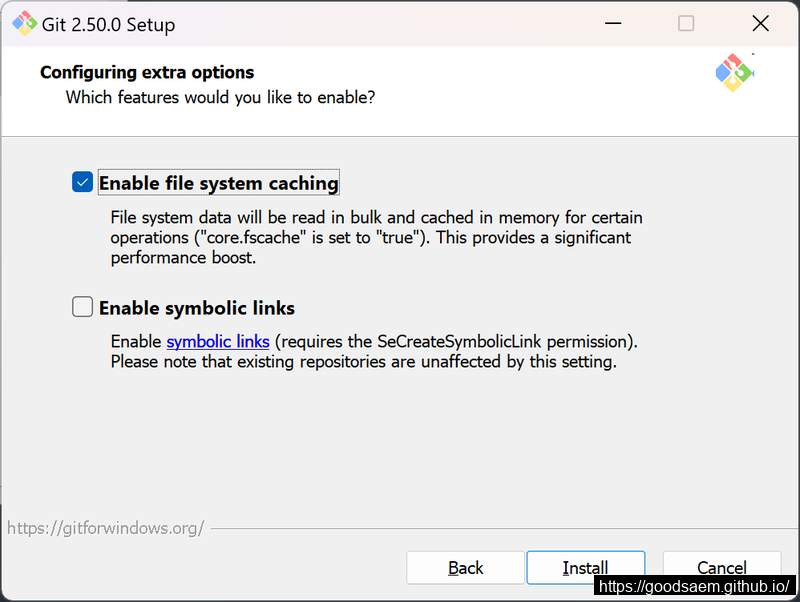 Git 2.50.0 Setup
Configuring extra options
Which features would you like to enable?
Enable file system caching
File system data will be read in bulk and cached in memory for certain
operations ("core.fscache" is set to "true"). This provides a significant
performance boost.
Enable symbolic links
Enable symbolic links (requires the SeCreateSymbolicLink permission).
Please note that existing repositories are unaffected by this setting.
https://gitforwindows.org/
Back Install Cancel
https://goodsaem.github.io/